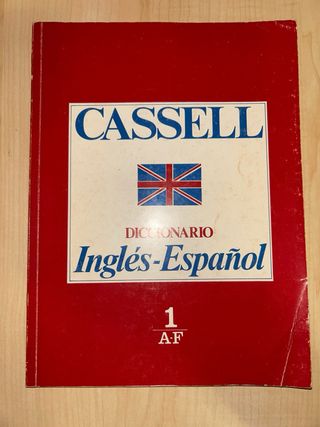 CASSELL
DICCIONARIO
Inglés-Español
1
A-F